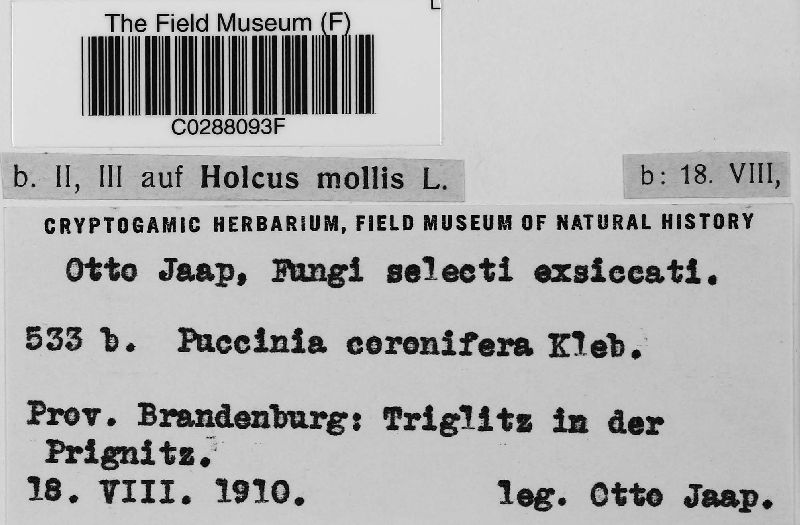 The Field Museum (F)
C0288093F
b. II, III auf Holcus mollis L.
b: 18. VIII,
CRYPTOGAMIC HERBARIUM, FIELD MUSEUM OF NATURAL HISTORY
Otto Jaap, Fungi selecti exsiccati.
533 b. Puccinia coronifera Kleb.
Prov. Brandenburg: Triglitz in der
Prignitz.
18. VIII. 1910. leg. Otto Jaap.